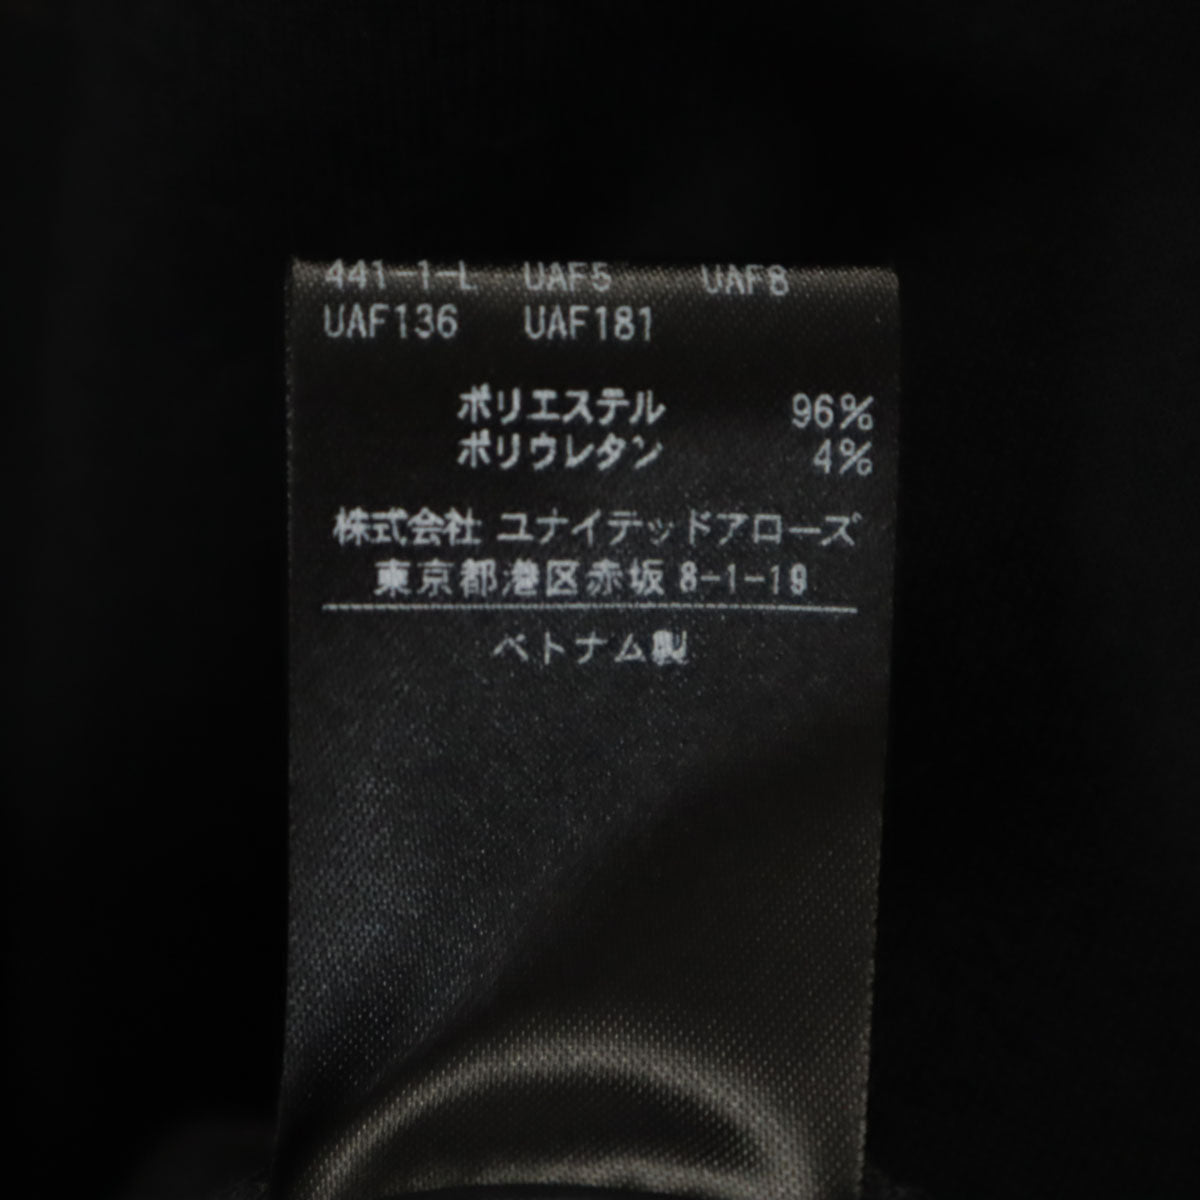 441-1-L UAF5 UAF8
UAF136 UAF181
ポリエステル 96%
ポリウレタン 4%
株式会社 ユナイテッドアローズ
東京都港区赤坂 8-1-19
ベトナム製